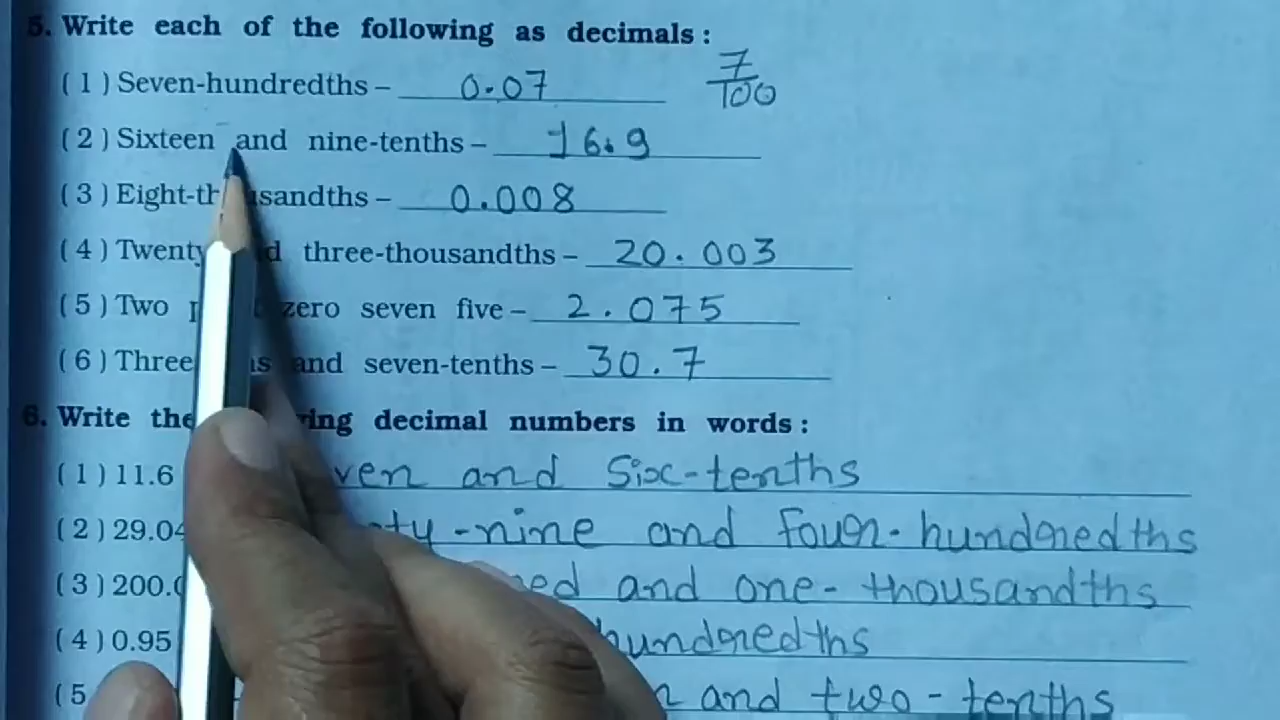 5. Write each of the following as decimals :
( 1 ) Seven-hundredths – 0.07 7/100
( 2 ) Sixteen and nine-tenths – 16.9
( 3 ) Eight-th usandths – 0.008
( 4 ) Twenty d three-thousandths – 20.003
( 5 ) Two zero seven five – 2.075
( 6 ) Three s and seven-tenths – 30.7
6. Write the ing decimal numbers in words :
( 1 ) 11.6 ven and Six-tenths
( 2 ) 29.04 ty-nine and Four-hundredths
( 3 ) 200. ed and one-thousandths
( 4 ) 0.95 hundredths
( 5 n and two-tenths